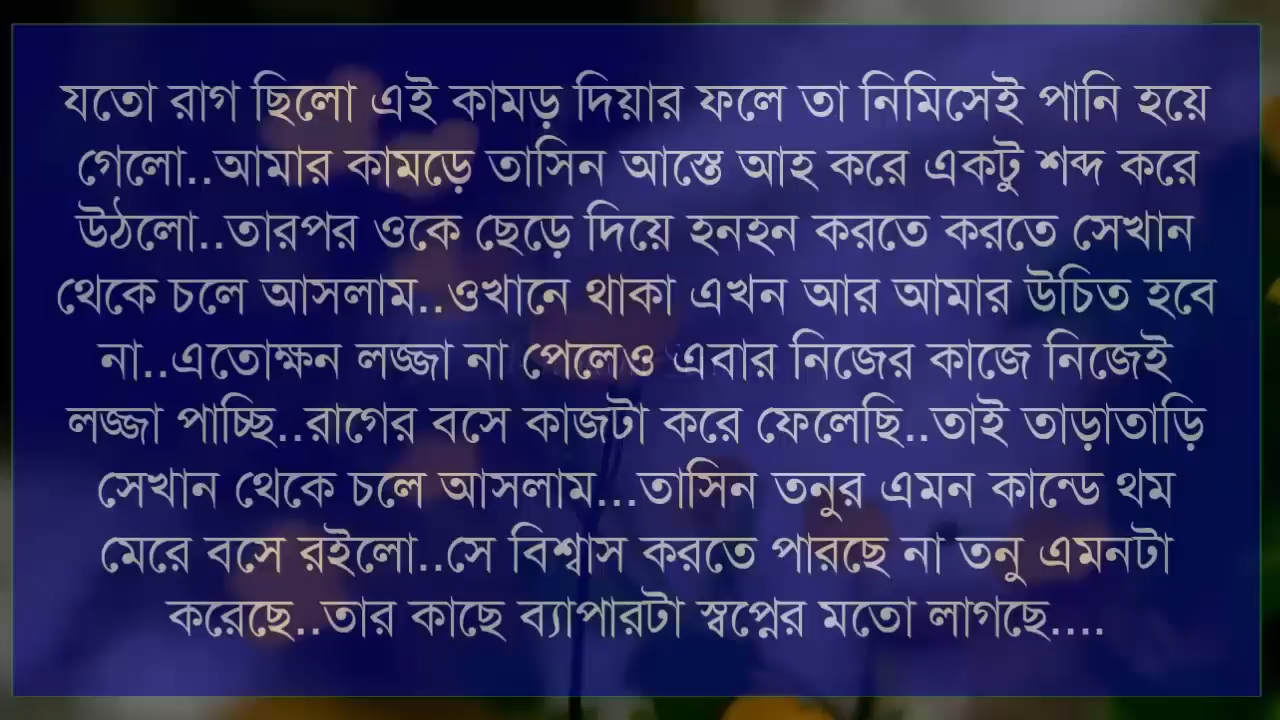 যতো রাগ ছিলো এই কামড় দিয়ার ফলে তা নিমিসেই পানি হয়ে
গেলো..আমার কামড়ে তাসিন আস্তে আহ করে একটু শব্দ করে
উঠলো..তারপর ওকে ছেড়ে দিয়ে হনহন করতে করতে সেখান
থেকে চলে আসলাম..ওখানে থাকা এখন আর আমার উচিত হবে
না..এতোক্ষন লজ্জা না পেলেও এবার নিজের কাজে নিজেই
লজ্জা পাচ্ছি..রাগের বসে কাজটা করে ফেলেছি..তাই তাড়াতাড়ি
সেখান থেকে চলে আসলাম...তাসিন তনুর এমন কান্ডে থম
মেরে বসে রইলো..সে বিশ্বাস করতে পারছে না তনু এমনটা
করেছে..তার কাছে ব্যাপারটা স্বপ্নের মতো লাগছে....